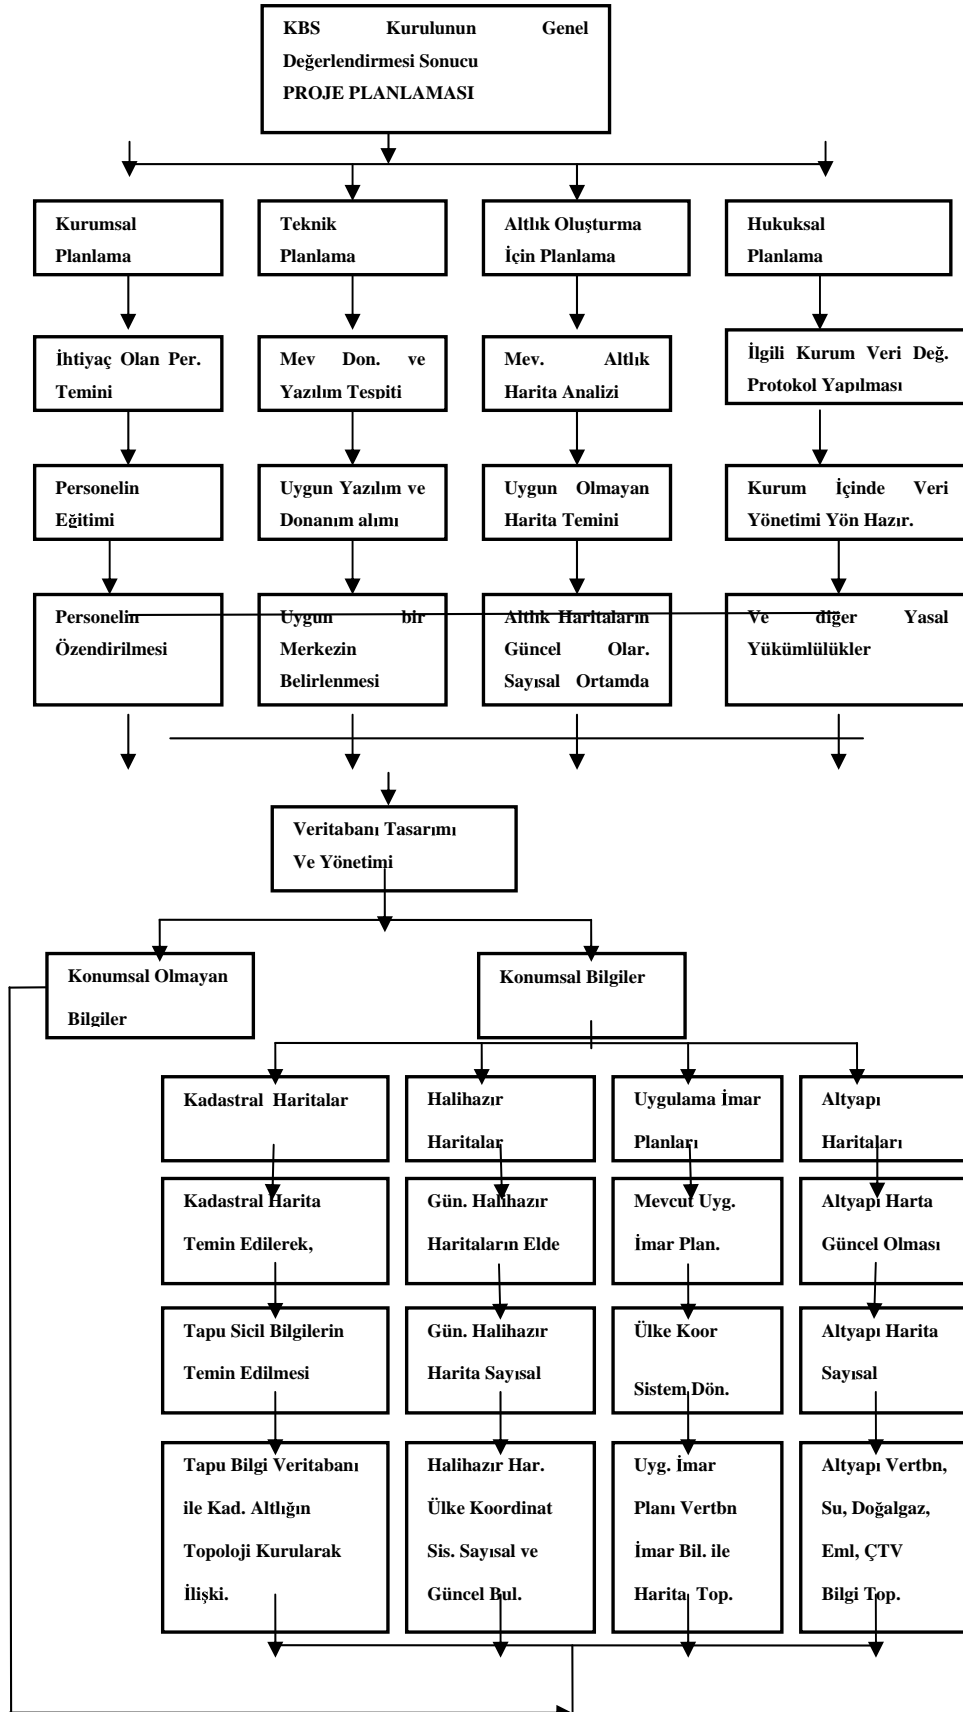 KBS Kurulunun Genel
Değerlendirmesi Sonucu
PROJE PLANLAMASI
Kurumsal
Planlama
Teknik
Planlama
Altlık Oluşturma
İçin Planlama
Hukuksal
Planlama
İhtiyaç Olan Per.
Temini
Mev Don. ve
Yazılım Tespiti
Mev. Altlık
Harita Analizi
İlgili Kurum Veri Değ.
Protokol Yapılması
Personelin
Eğitimi
Uygun Yazılım ve
Donanım alımı
Uygun Olmayan
Harita Temini
Kurum İçinde Veri
Yönetimi Yön Hazır.
Personelin
Özendirilmesi
Uygun bir
Merkezin
Belirlenmesi
Altlık Haritaların
Güncel Olar.
Sayısal Ortamda
Ve diğer Yasal
Yükümlülükler
Veritabanı Tasarımı
Ve Yönetimi
Konumsal Olmayan
Bilgiler
Konumsal Bilgiler
Kadastral Haritalar
Halihazır
Haritalar
Uygulama İmar
Planları
Altyapı
Haritaları
Kadastral Harita
Temin Edilerek,
Gün. Halihazır
Haritaların Elde
Mevcut Uyg.
İmar Plan.
Altyapı Harta
Güncel Olması
Tapu Sicil Bilgilerin
Temin Edilmesi
Gün. Halihazır
Harita Sayısal
Ülke Koor
Sistem Dön.
Altyapı Harita
Sayısal
Tapu Bilgi Veritabanı
ile Kad. Altlığın
Topoloji Kurularak
İlişki.
Halihazır Har.
Ülke Koordinat
Sis. Sayısal ve
Güncel Bul.
Uyg. İmar
Planı Vertbn
İmar Bil. ile
Harita Top.
Altyapı Vertbn,
Su, Doğalgaz,
Eml, ÇTV
Bilgi Top.